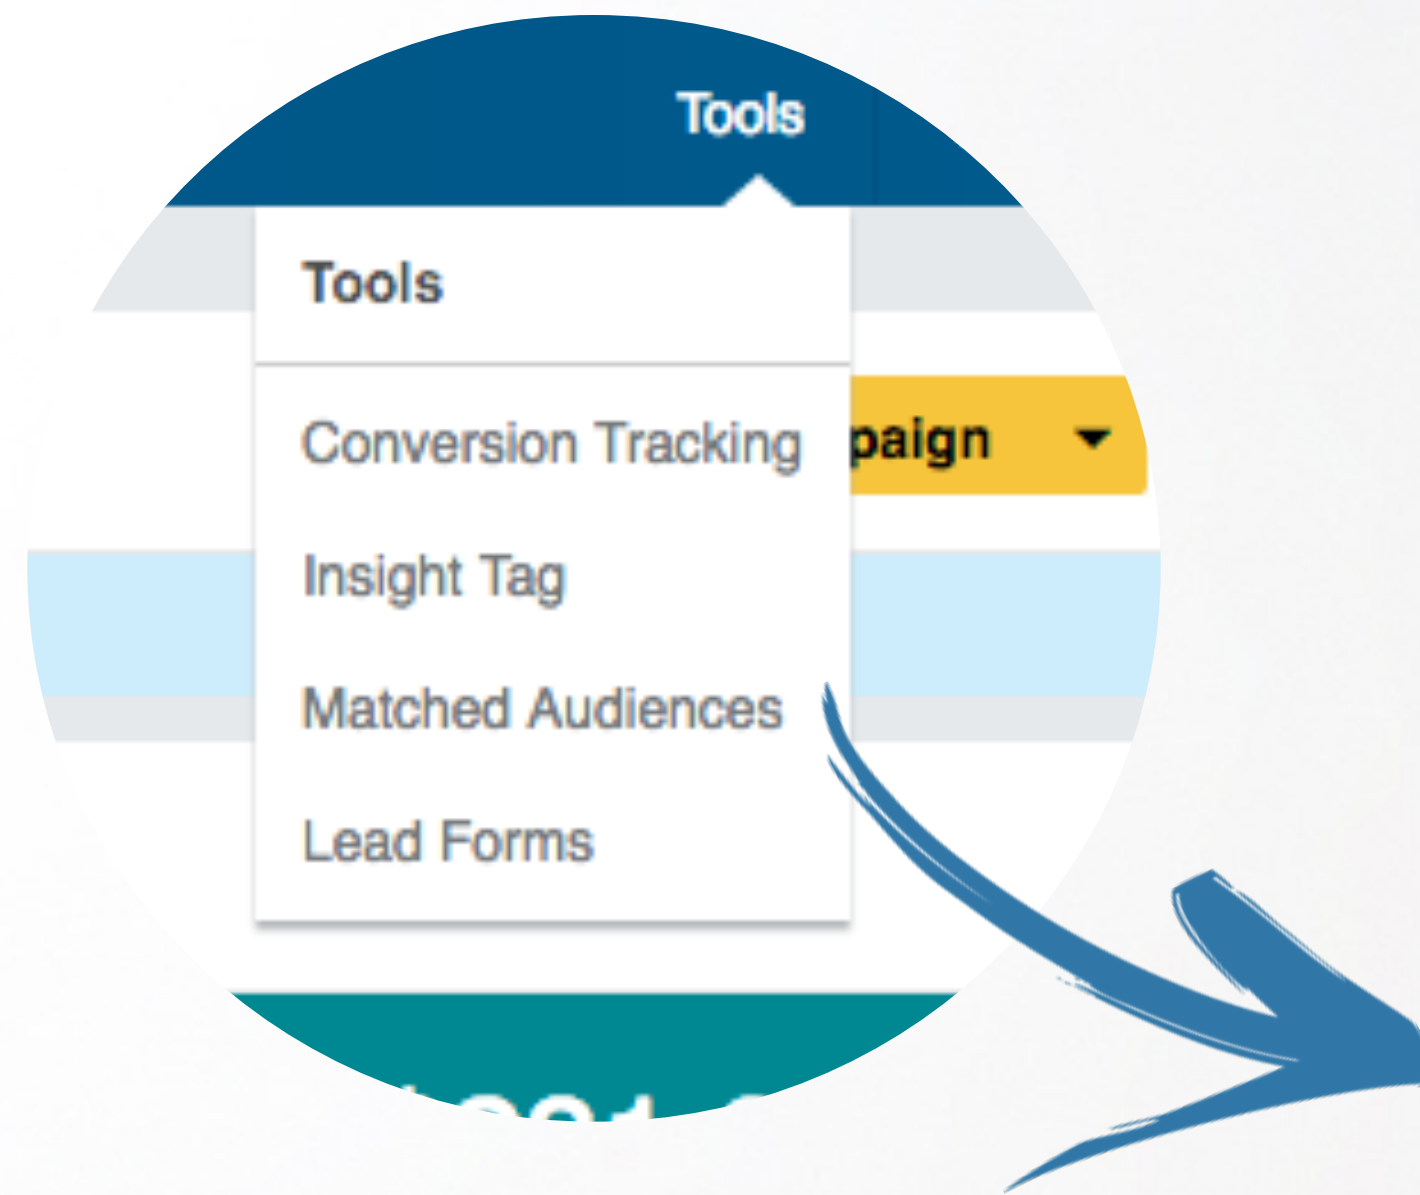 Tools
Tools
Conversion Tracking
paign
Insight Tag
Matched Audiences
Lead Forms